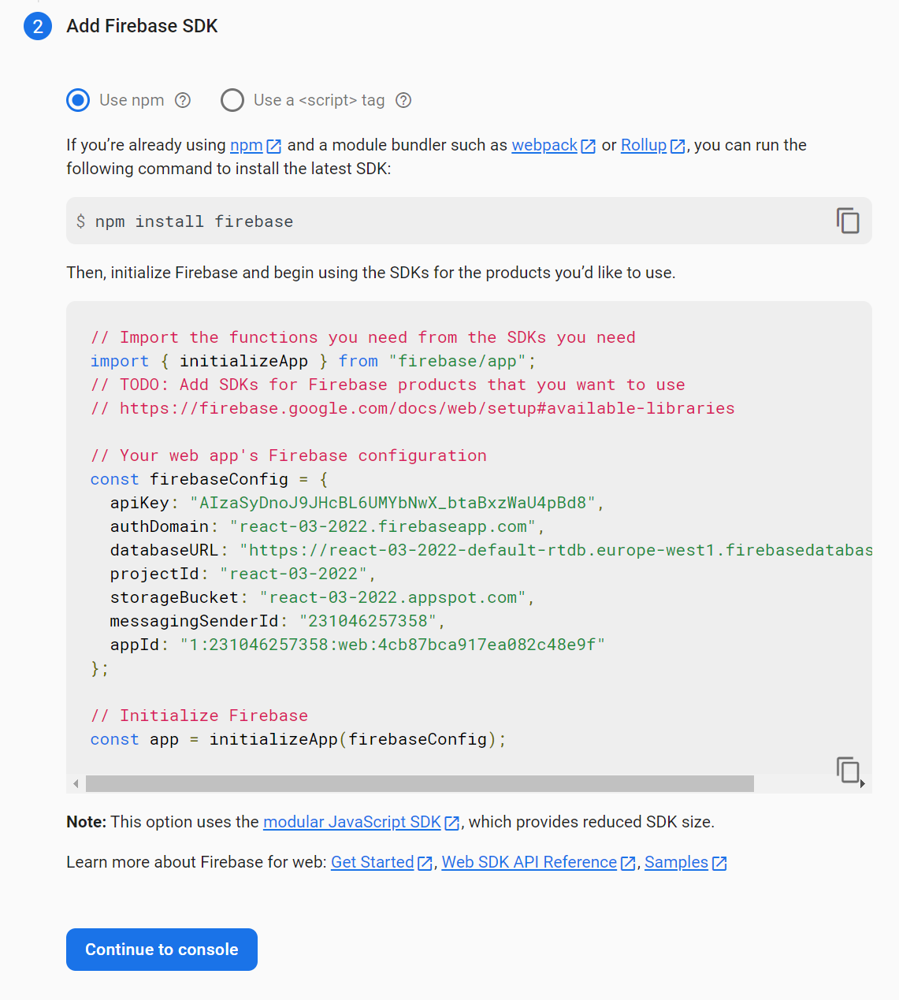 2 Add Firebase SDK
Use npm Use a <script> tag
If you’re already using npm and a module bundler such as webpack or Rollup, you can run the
following command to install the latest SDK:
$ npm install firebase
Then, initialize Firebase and begin using the SDKs for the products you’d like to use.
// Import the functions you need from the SDKs you need
import { initializeApp } from "firebase/app";
// TODO: Add SDKs for Firebase products that you want to use
// https://firebase.google.com/docs/web/setup#available-libraries
// Your web app's Firebase configuration
const firebaseConfig = {
apiKey: "AIzaSyDnoJ9JHcBL6UMYbNwX_btaBxzWaU4pBd8",
authDomain: "react-03-2022.firebaseapp.com",
databaseURL: "https://react-03-2022-default-rtdb.europe-west1.firebasedatabas
projectId: "react-03-2022",
storageBucket: "react-03-2022.appspot.com",
messagingSenderId: "231046257358",
appId: "1:231046257358:web:4cb87bca917ea082c48e9f"
};
// Initialize Firebase
const app = initializeApp(firebaseConfig);
Note: This option uses the modular JavaScript SDK, which provides reduced SDK size.
Learn more about Firebase for web: Get Started, Web SDK API Reference, Samples
Continue to console